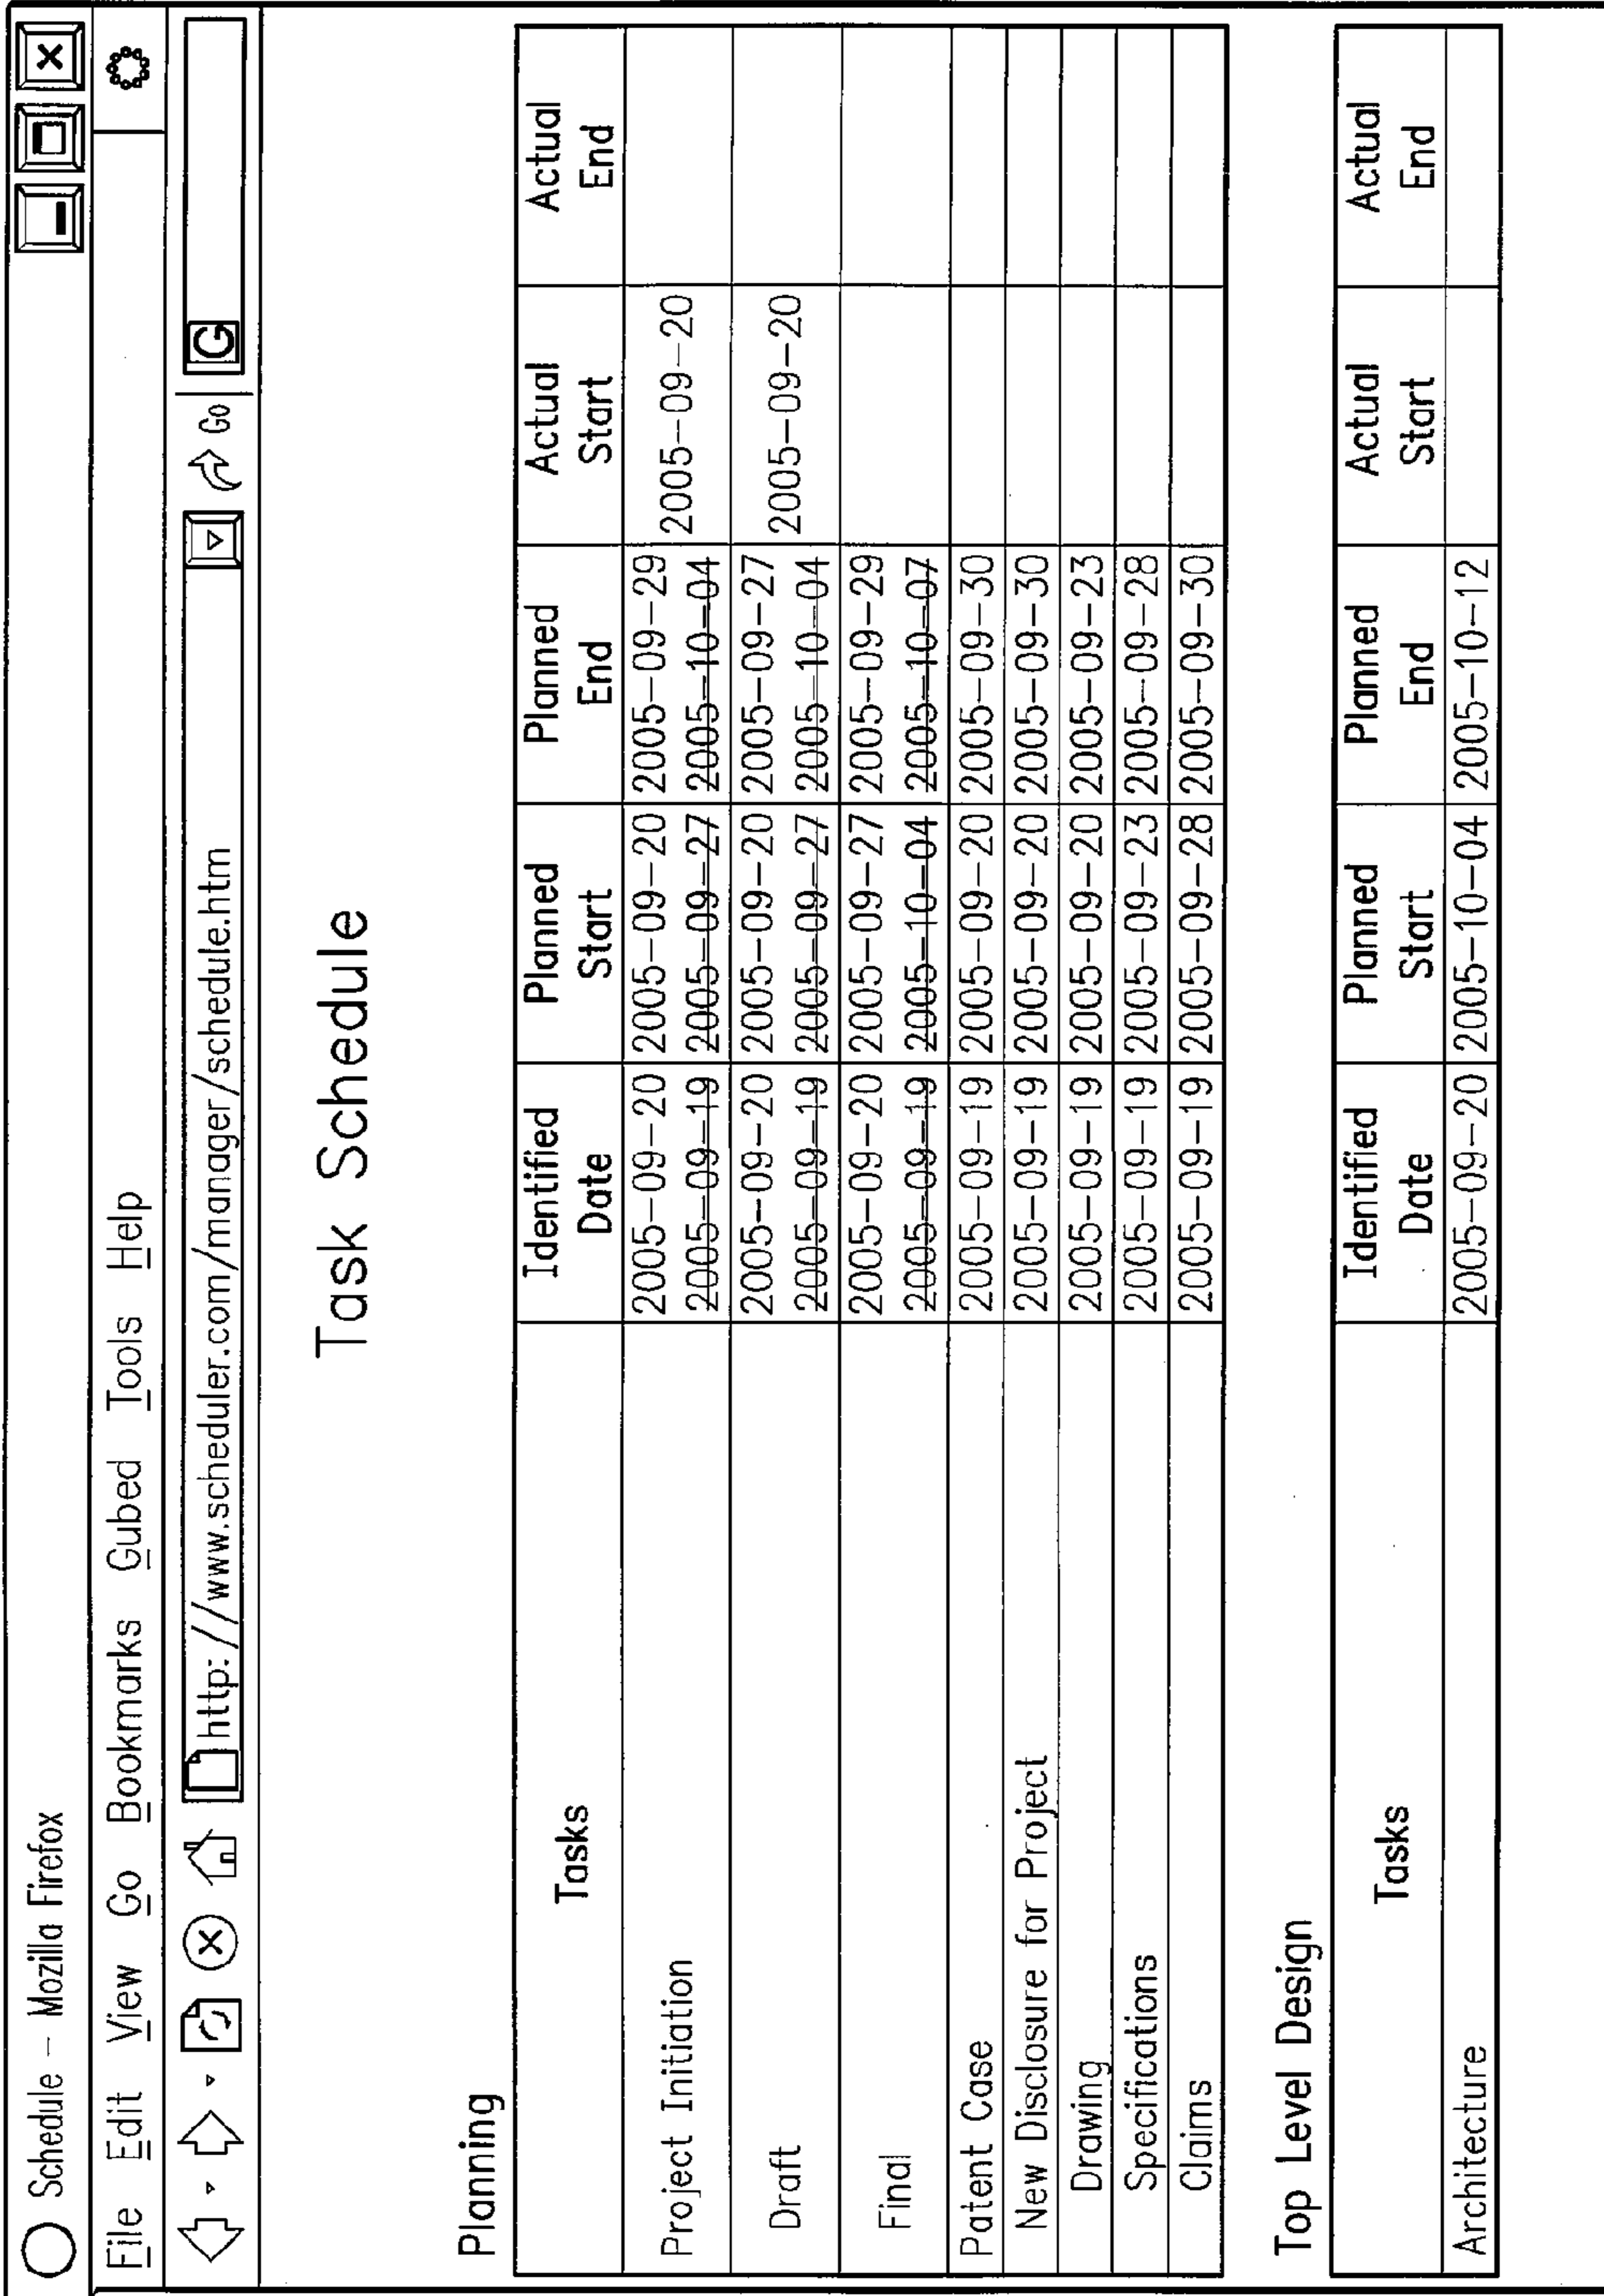 Schedule – Mozilla Firefox
File Edit View Go Bookmarks Gubed Tools Help
http://www.scheduler.com/manager/schedule.htm Go G
Task Schedule
Planning
Tasks Identified Date Planned Start Planned End Actual Start Actual End
Project Initiation 2005-09-20 2005-09-20 2005-09-29 2005-09-20
2005-09-19 2005-09-27 2005-10-04
Draft 2005-09-20 2005-09-20 2005-09-27 2005-09-20
2005-09-19 2005-09-27 2005-10-04
Final 2005-09-20 2005-09-27 2005-09-29
2005-09-19 2005-10-04 2005-10-07
Patent Case 2005-09-19 2005-09-20 2005-09-30
New Disclosure for Project 2005-09-19 2005-09-20 2005-09-30
Drawing 2005-09-19 2005-09-20 2005-09-23
Specifications 2005-09-19 2005-09-23 2005-09-28
Claims 2005-09-19 2005-09-28 2005-09-30
Top Level Design
Tasks Identified Date Planned Start Planned End Actual Start Actual End
Architecture 2005-09-20 2005-10-04 2005-10-12